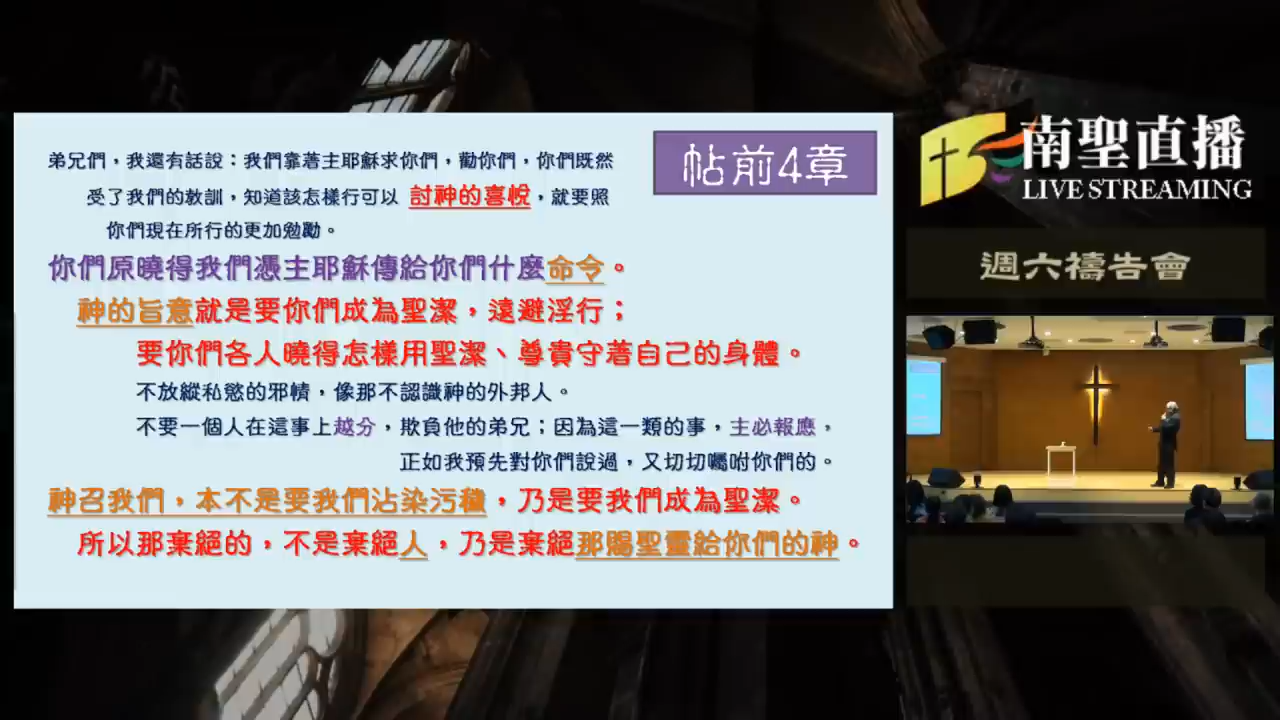 帖前4章
弟兄們，我還有話說：我們靠著主耶穌求你們，勸你們，你們既然
受了我們的教訓，知道該怎樣行可以 討神的喜悅，就要照
你們現在所行的更加勉勵。
你們原曉得我們憑主耶穌傳給你們什麼命令。
神的旨意就是要你們成為聖潔，遠避淫行；
要你們各人曉得怎樣用聖潔、尊貴守著自己的身體。
不放縱私慾的邪情，像那不認識神的外邦人。
不要一個人在這事上越分，欺負他的弟兄；因為這一類的事，主必報應，
正如我預先對你們說過，又切切囑咐你們的。
神召我們，本不是要我們沾染污穢，乃是要我們成為聖潔。
所以那棄絕的，不是棄絕人，乃是棄絕那賜聖靈給你們的神。
南聖直播
LIVE STREAMING
週六禱告會